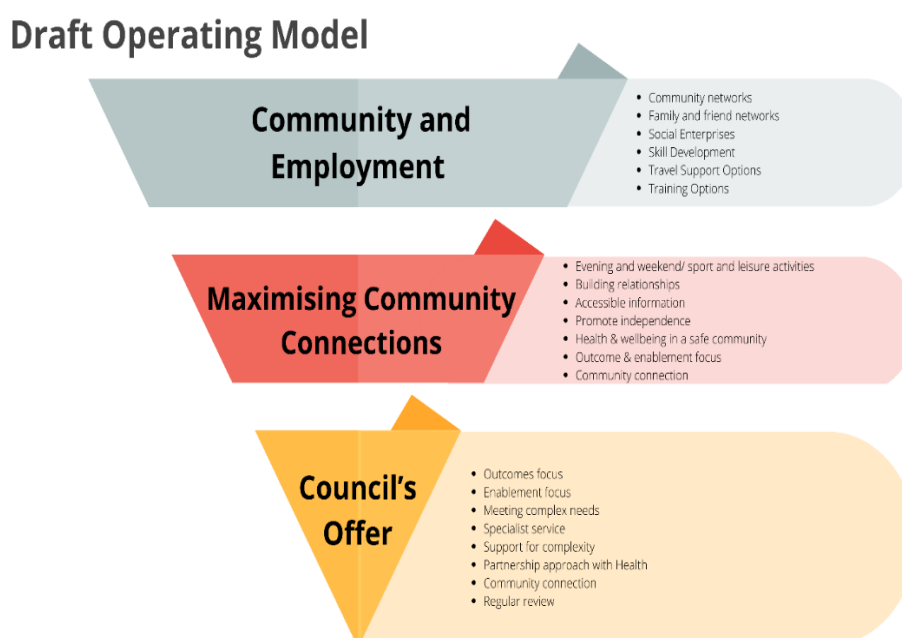 Draft Operating Model
Community and
Employment
• Community networks
• Family and friend networks
• Social Enterprises
• Skill Development
• Travel Support Options
• Training Options
Maximising Community
Connections
• Evening and weekend/ sport and leisure activities
• Building relationships
• Accessible information
• Promote independence
• Health & wellbeing in a safe community
• Outcome & enablement focus
• Community connection
Council's
Offer
• Outcomes focus
• Enablement focus
• Meeting complex needs
• Specialist service
• Support for complexity
• Partnership approach with Health
• Community connection
• Regular review